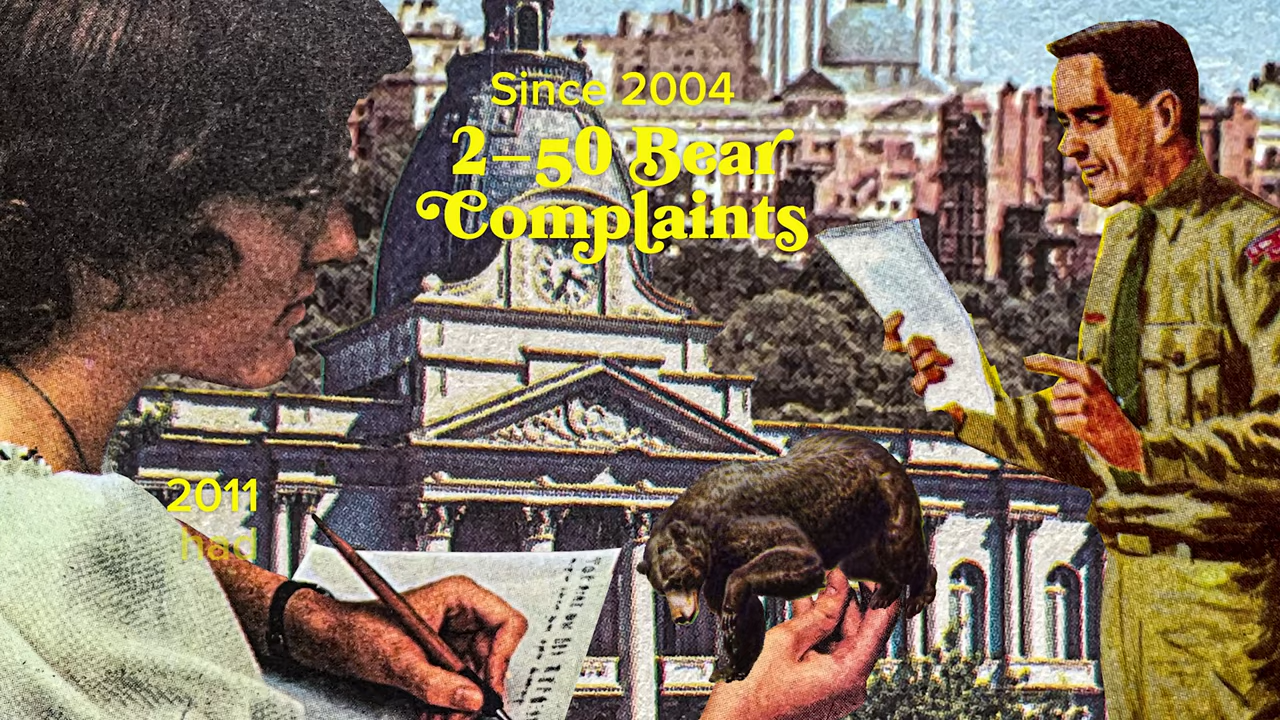 Since 2004
2–50 Bear
Complaints
2011
had